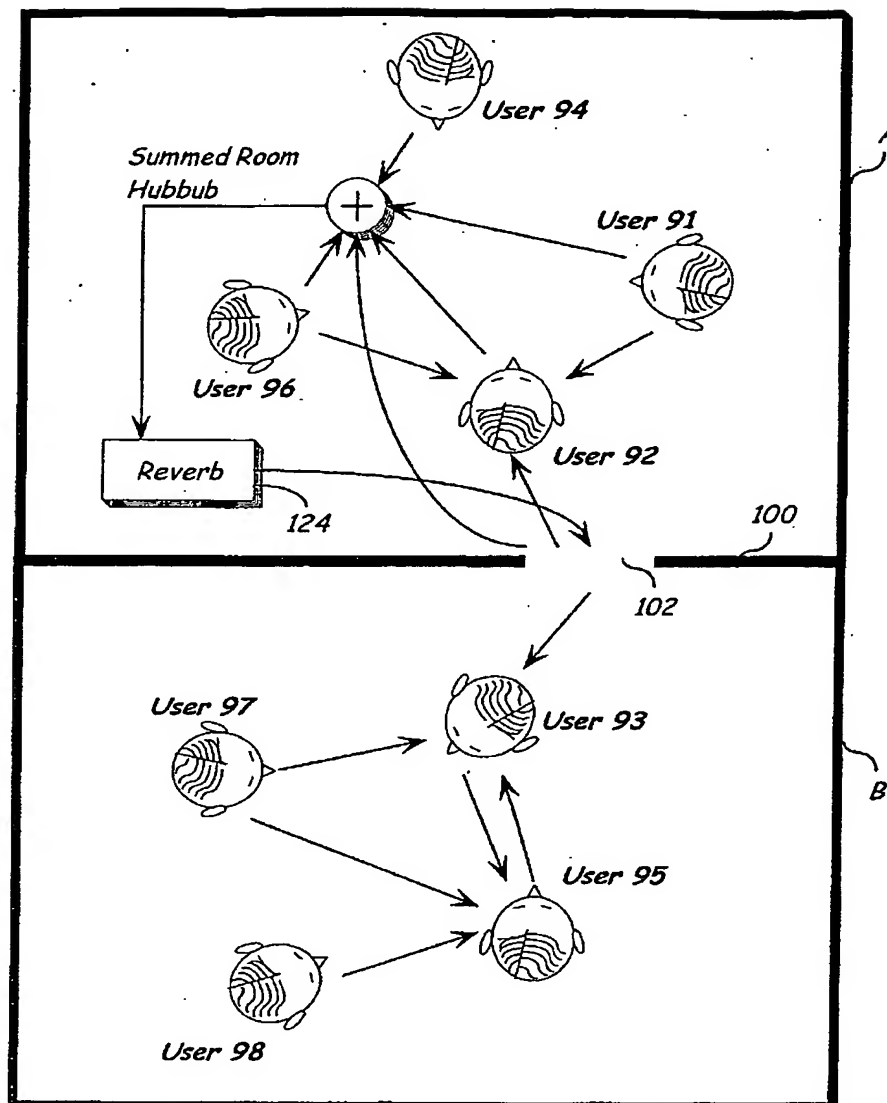 User 94
A
Summed Room
Hubbub
+
User 91
User 96
User 92
Reverb
124
100
102
User 97
User 93
B
User 95
User 98